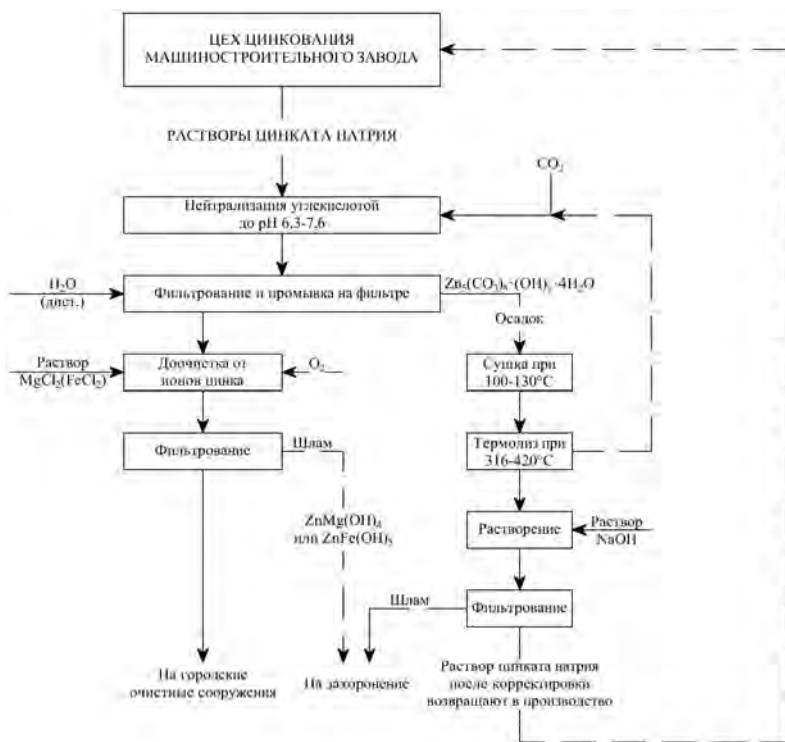 ЦЕХ ЦИНКОВАНИЯ
МАШИНОСТРОИТЕЛЬНОГО ЗАВОДА
РАСТВОРЫ ЦИНКАТА НАТРИЯ
CO₂
Нейтрализация углекислотой
до pH 6,3-7,6
H₂O
(дист.)
Фильтрование и промывка на фильтре
·4H₂O
Осадок
Раствор
MgCl₂(FeCl₂)
Доочистка от
ионов цинка
O₂
Сушка при
100-130°С
Фильтрование
Шлам
Термолиз при
316-420°С
ZnMg(OH)₄
или ZnFe(OH)₅
Растворение
Раствор
NaOH
Шлам
Фильтрование
На городские
очистные сооружения
На захоронение
Раствор цинката натрия
после корректировки
возвращают в производство